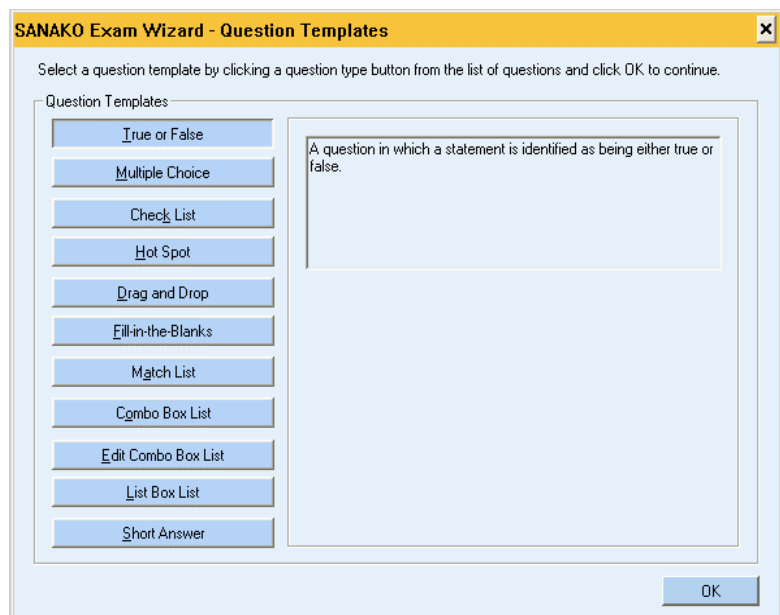 SANAKO Exam Wizard - Question Templates
Select a question template by clicking a question type button from the list of questions and click OK to continue.
Question Templates
True or False
A question in which a statement is identified as being either true or
false.
Multiple Choice
Check List
Hot Spot
Drag and Drop
Fill-in-the-Blanks
Match List
Combo Box List
Edit Combo Box List
List Box List
Short Answer
OK